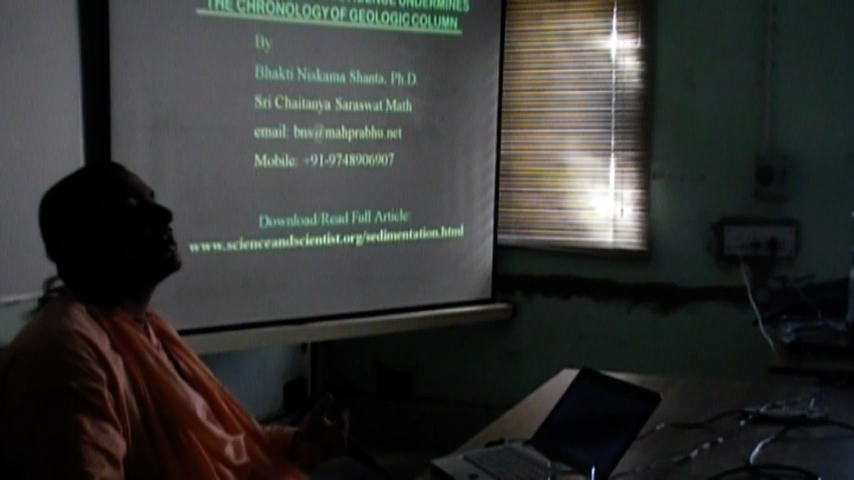 UNDERMINES
THE CHRONOLOGY OF GEOLOGIC COLUMN
By
Bhakti Niskama Shanta, Ph.D.
Sri Chaitanya Saraswat Math
email: bns@mahprabhu.net
Mobile: +91-9748906907
Download/Read Full Article
www.scienceandscientist.org/sedimentation.html